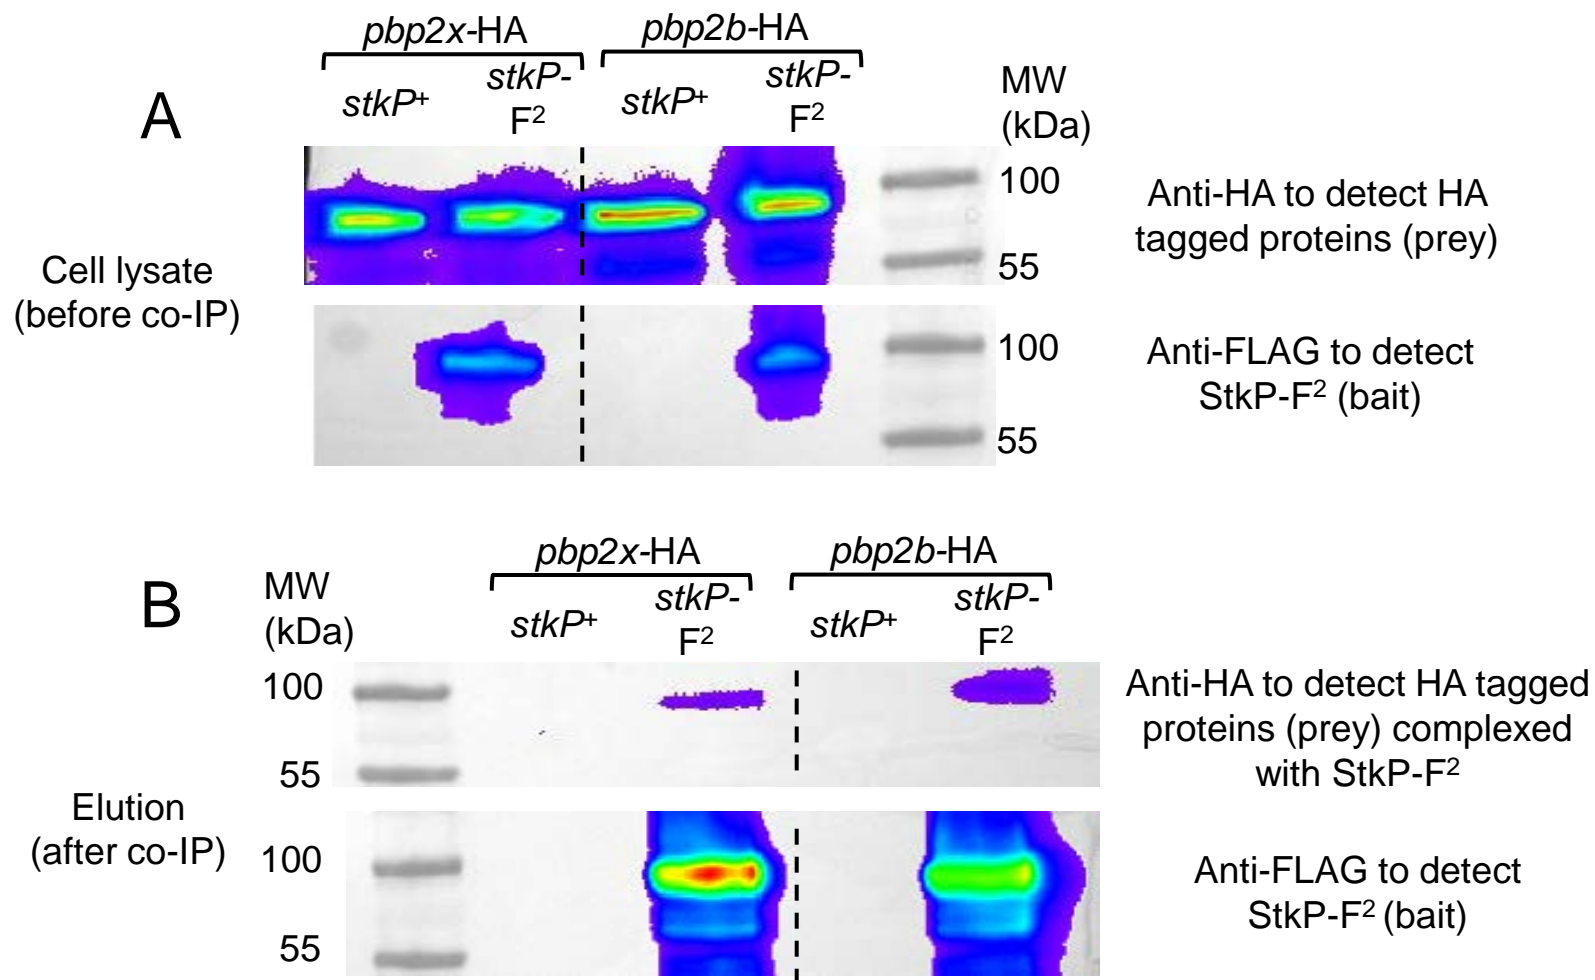 A
pbp2x-HA
pbp2b-HA
stkP+
stkP-
F2
stkP+
stkP-
F2
MW
(kDa)
Cell lysate
(before co-IP)
100
55
Anti-HA to detect HA
tagged proteins (prey)
100
55
Anti-FLAG to detect
StkP-F2 (bait)
B
MW
(kDa)
pbp2x-HA
pbp2b-HA
stkP+
stkP-
F2
stkP+
stkP-
F2
Elution
(after co-IP)
100
55
Anti-HA to detect HA tagged
proteins (prey) complexed
with StkP-F2
100
55
Anti-FLAG to detect
StkP-F2 (bait)